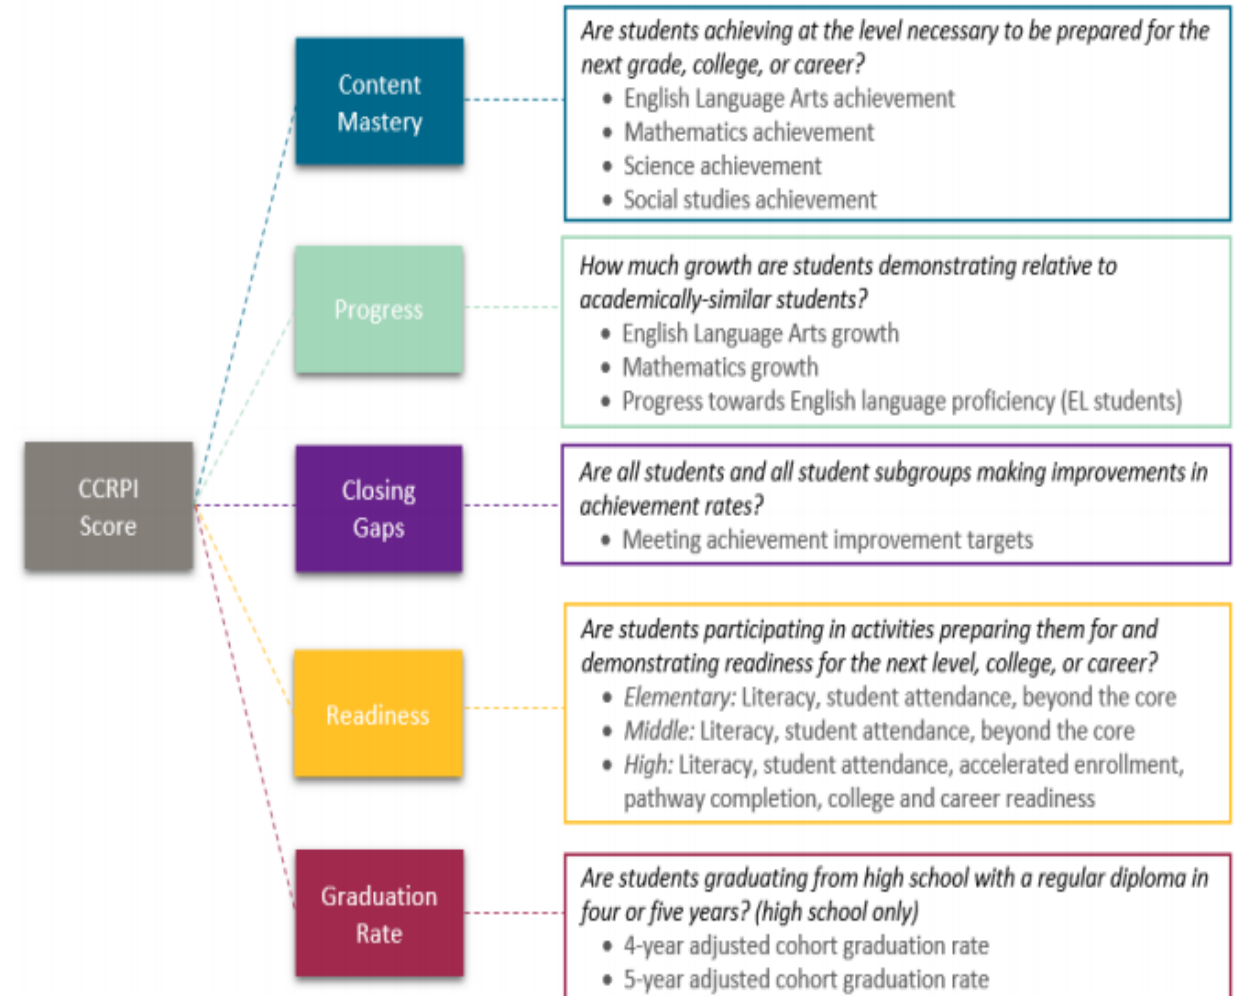 Content
Mastery
Are students achieving at the level necessary to be prepared for the
next grade, college, or career?
• English Language Arts achievement
• Mathematics achievement
• Science achievement
• Social studies achievement
Progress
How much growth are students demonstrating relative to
academically-similar students?
• English Language Arts growth
• Mathematics growth
• Progress towards English language proficiency (EL students)
CCRPI
Score
Closing
Gaps
Are all students and all student subgroups making improvements in
achievement rates?
• Meeting achievement improvement targets
Readiness
Are students participating in activities preparing them for and
demonstrating readiness for the next level, college, or career?
• Elementary: Literacy, student attendance, beyond the core
• Middle: Literacy, student attendance, beyond the core
• High: Literacy, student attendance, accelerated enrollment,
pathway completion, college and career readiness
Graduation
Rate
Are students graduating from high school with a regular diploma in
four or five years? (high school only)
• 4-year adjusted cohort graduation rate
• 5-year adjusted cohort graduation rate